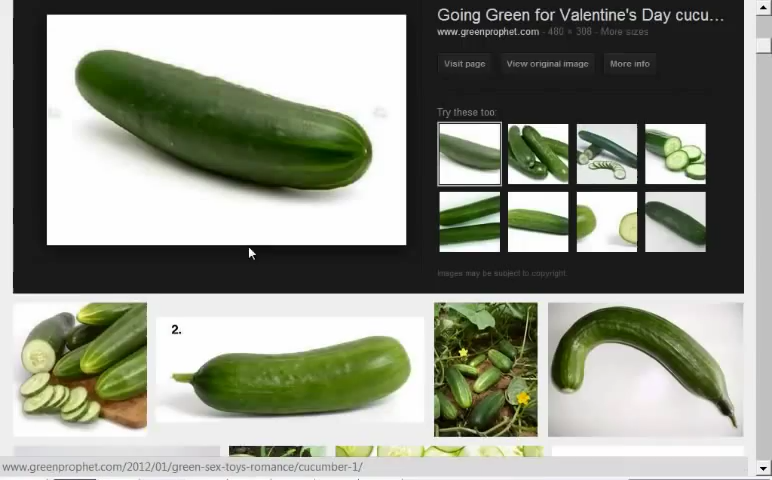 Going Green for Valentine's Day cucu...
www.greenprophet.com - 480 × 308 - More sizes
Visit page
View original image
More info
Try these too:
Images may be subject to copyright.
2.
www.greenprophet.com/2012/01/green-sex-toys-romance/cucumber-1/